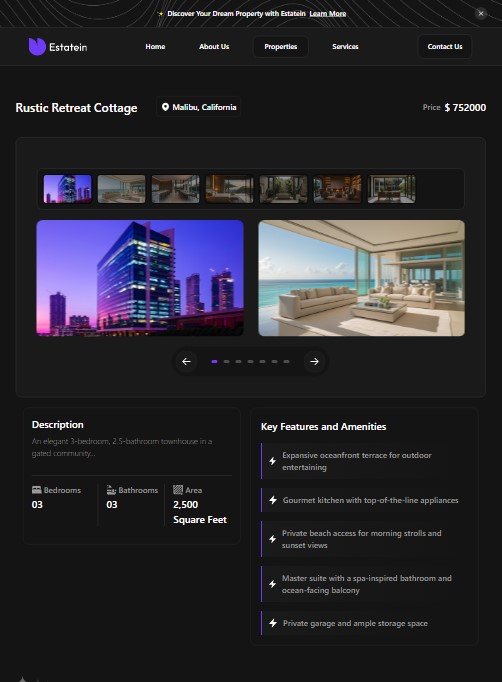 Discover Your Dream Property with Estatein Learn More
Estatein
Home
About Us
Properties
Services
Contact Us
Rustic Retreat Cottage
Malibu, California
Price $ 752000
Description
An elegant 3-bedroom, 2.5-bathroom townhouse in a
gated community...
Bedrooms
03
Bathrooms
03
Area
2,500
Square Feet
Key Features and Amenities
Expansive oceanfront terrace for outdoor
entertaining
Gourmet kitchen with top-of-the-line appliances
Private beach access for morning strolls and
sunset views
Master suite with a spa-inspired bathroom and
ocean-facing balcony
Private garage and ample storage space